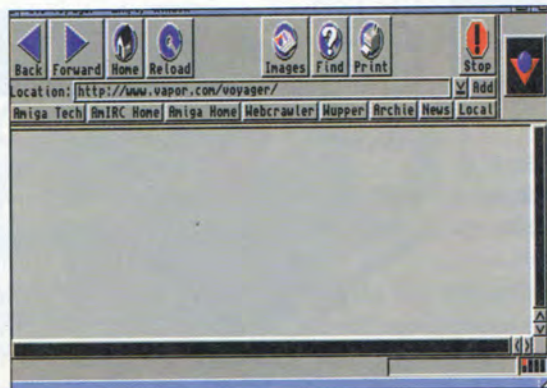 Back Forward Home Reload Images Find Print Stop
Location: http://www.vapor.com/voyager/ Add
Amiga Tech AmIRC Home Amiga Home Webcrawler Wupper Archie News Local